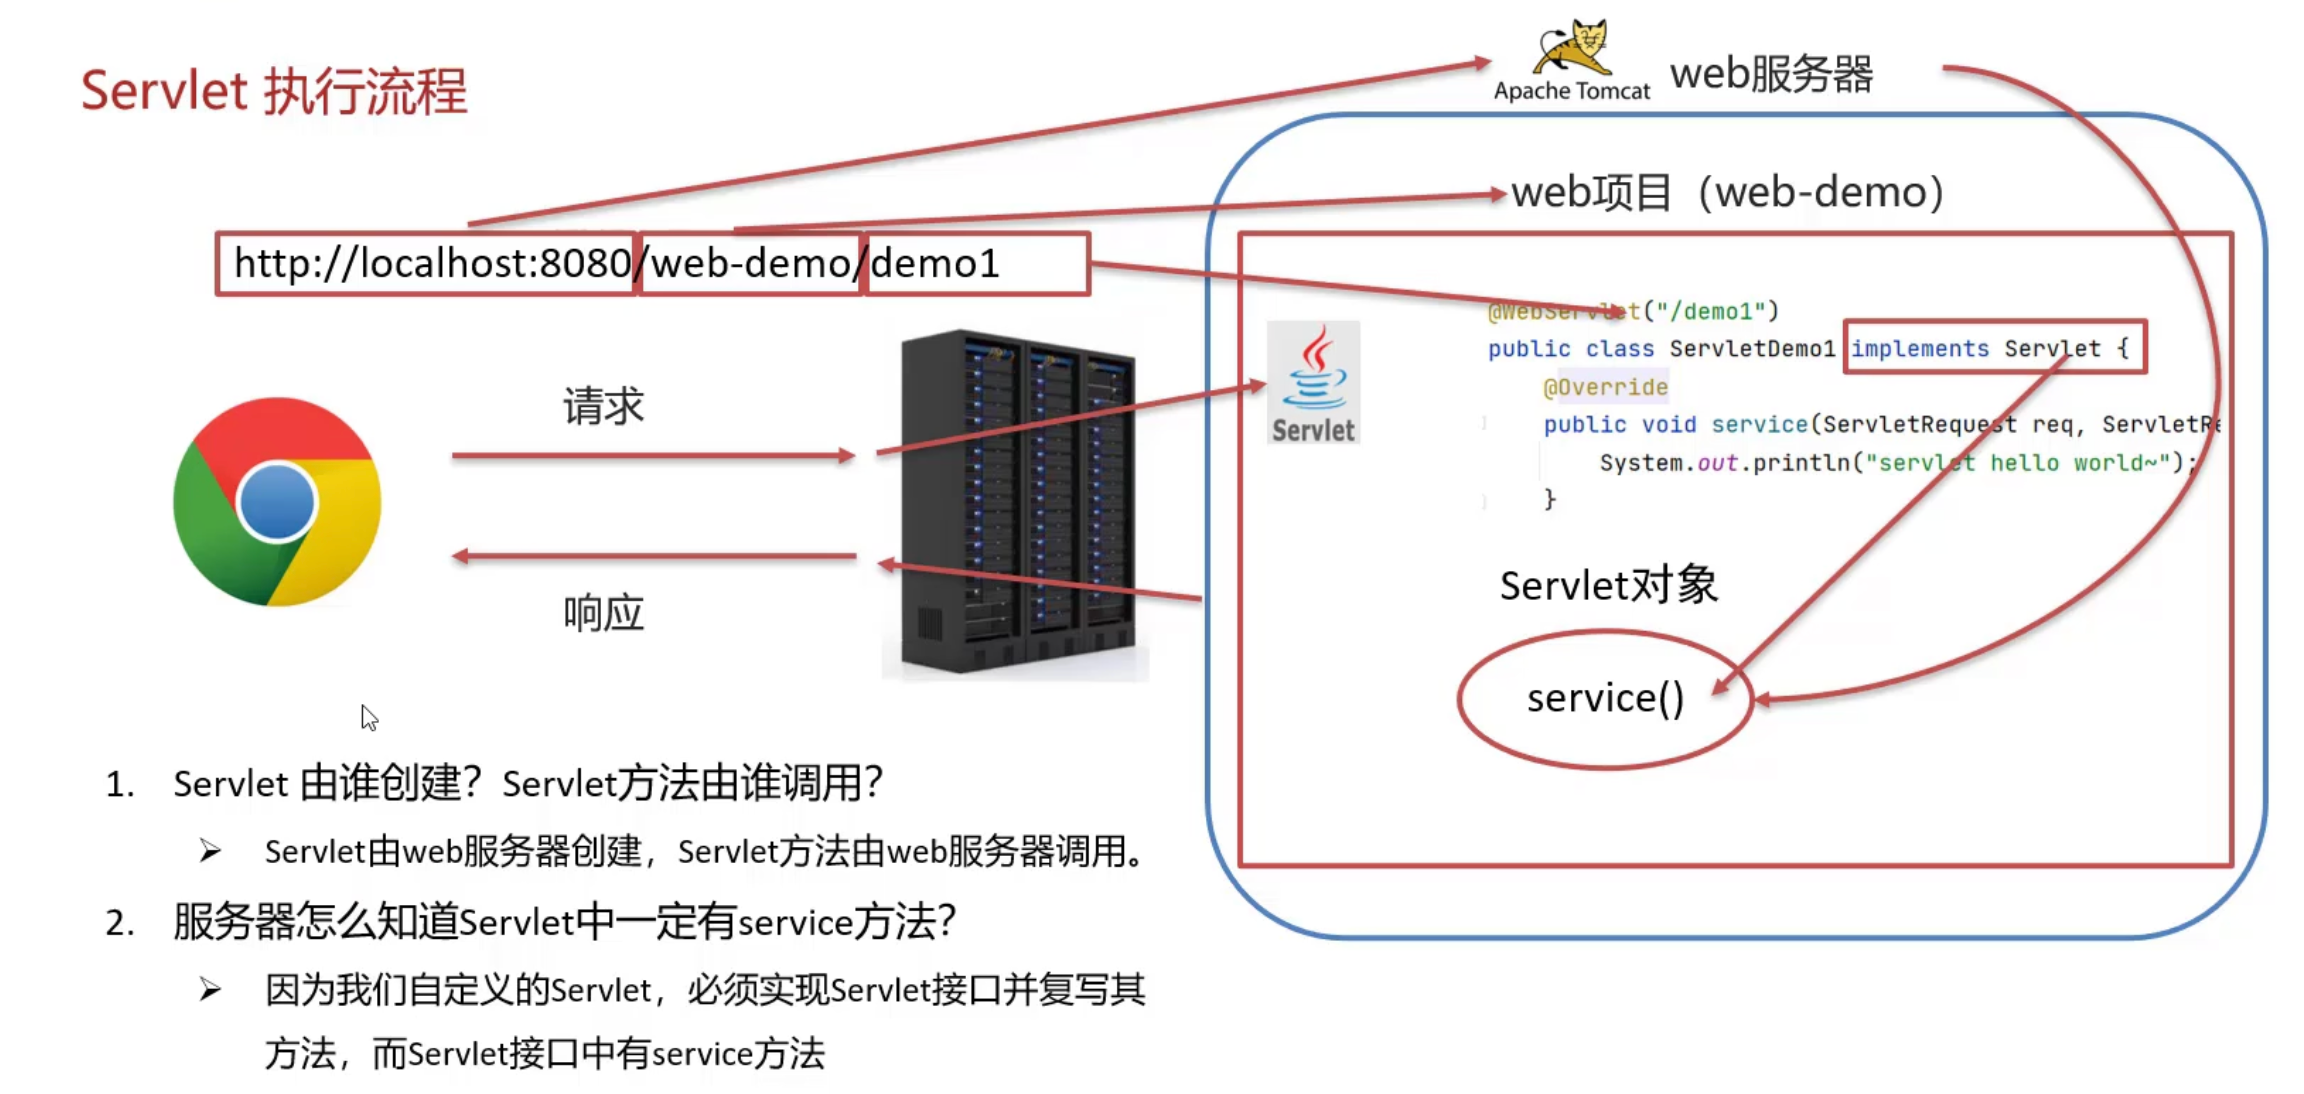 Servlet 执行流程
Apache Tomcat
web服务器
web项目（web-demo）
http://localhost:8080/web-demo/demo1
请求
响应
Servlet
@WebServlet("/demo1")
public class ServletDemo1 implements Servlet {
@Override
public void service(ServletRequest req, ServletRe
System.out.println("servlet hello world~");
}
Servlet对象
service()
1. Servlet 由谁创建？Servlet方法由谁调用？
➢ Servlet由web服务器创建，Servlet方法由web服务器调用。
2. 服务器怎么知道Servlet中一定有service方法？
➢ 因为我们自定义的Servlet，必须实现Servlet接口并复写其
方法，而Servlet接口中有service方法